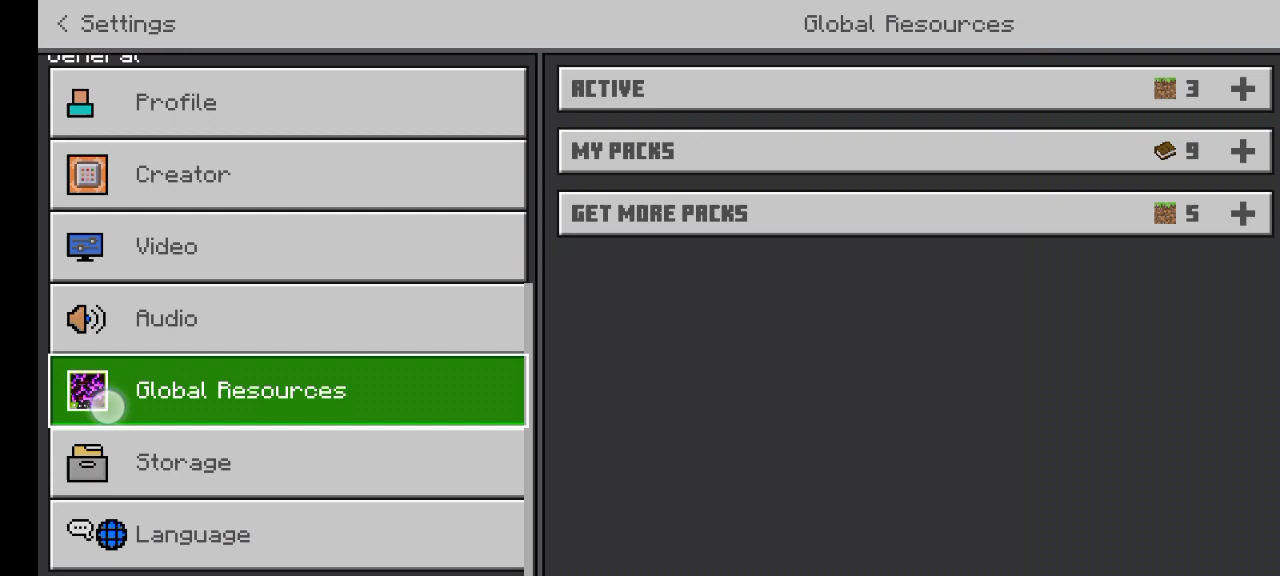 Settings
Global Resources
General
Profile
Creator
Video
Audio
Global Resources
Storage
Language
ACTIVE 3
MY PACKS 9
GET MORE PACKS 5